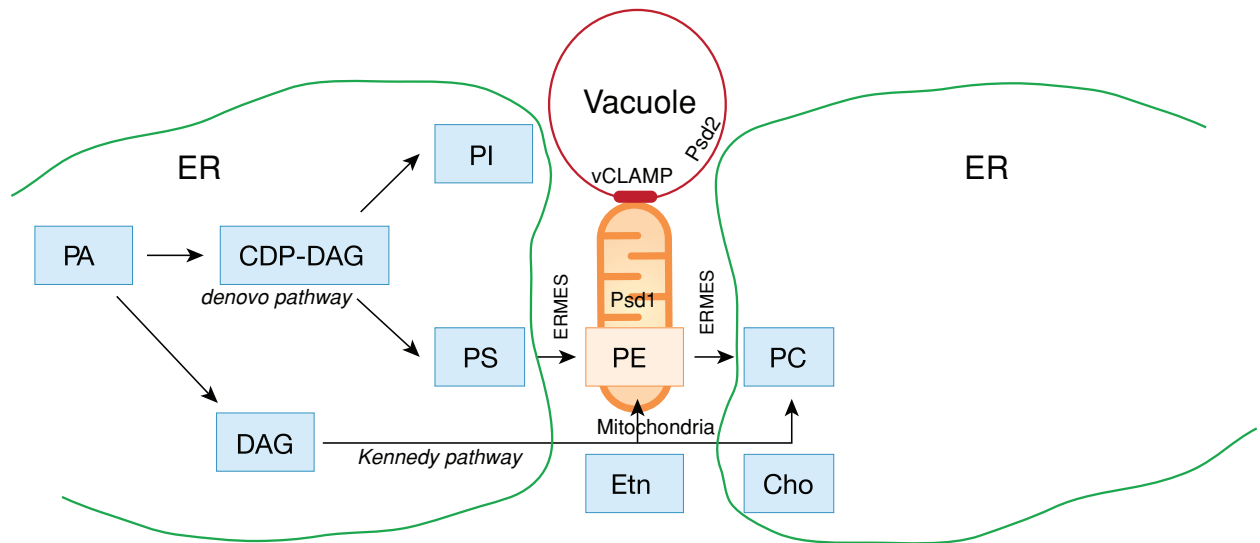 Vacuole
Psd2
vCLAMP
ER
ER
PI
PA
CDP-DAG
denovo pathway
ERMES
Psd1
ERMES
PS
PE
PC
DAG
Mitochondria
Kennedy pathway
Etn
Cho